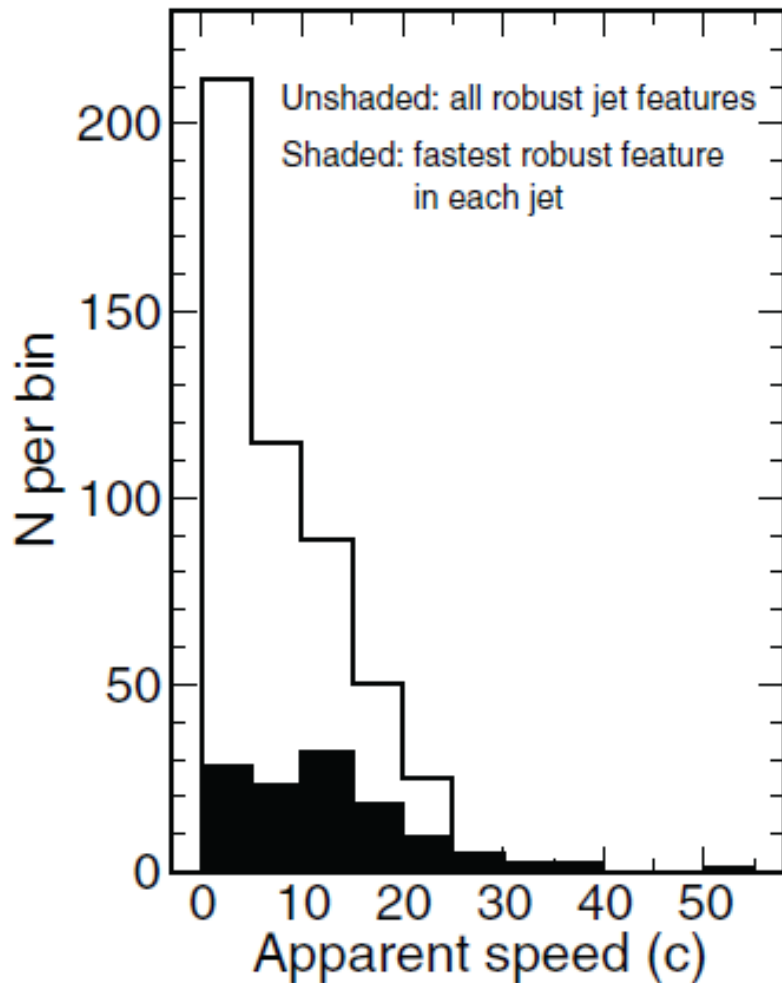 Unshaded: all robust jet features
Shaded: fastest robust feature
in each jet
200
150
100
50
0
N per bin
0 10 20 30 40 50
Apparent speed (c)